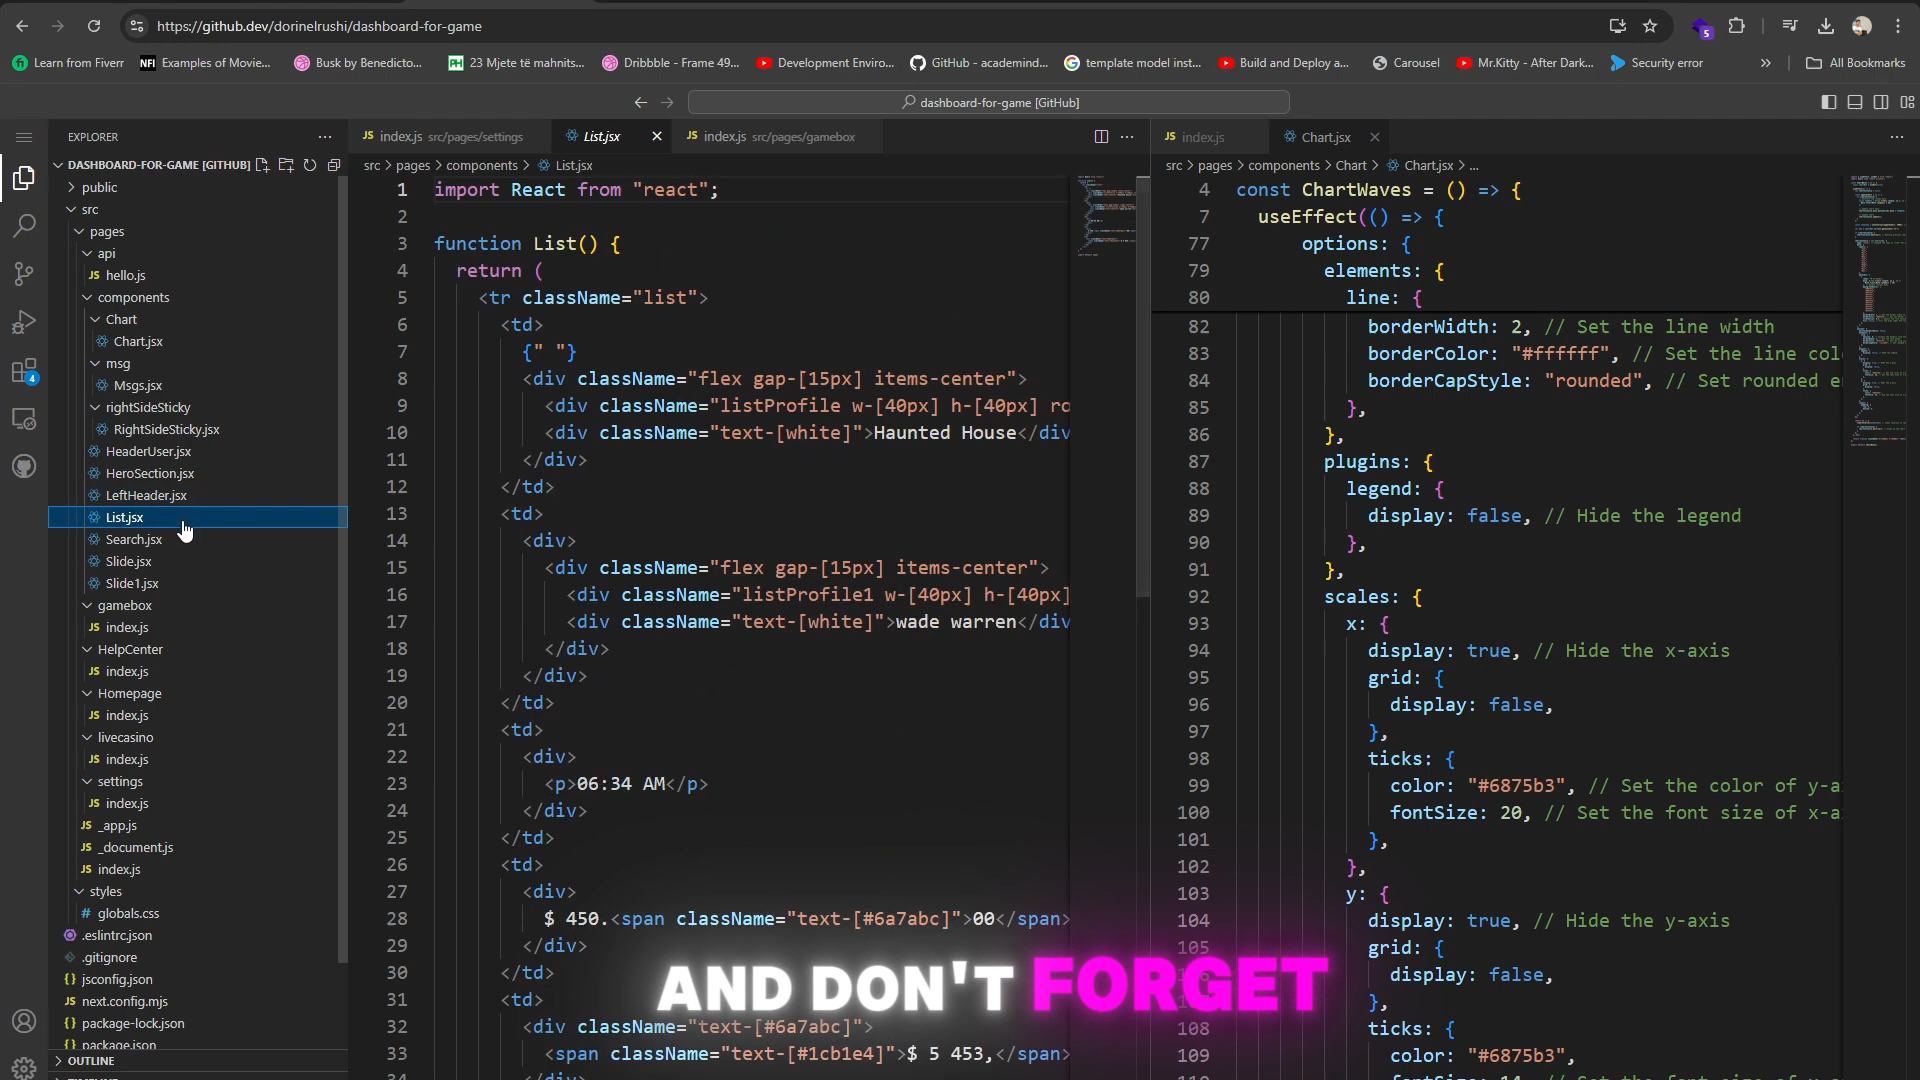 https://github.dev/dorinelrushi/dashboard-for-game
5
Learn from Fiverr
NFI Examples of Movie...
Busk by Benedicto...
23 Mjete të mahnits...
Dribbble - Frame 49...
Development Enviro...
GitHub - academind...
template model inst...
Build and Deploy a...
Carousel
Mr.Kitty - After Dark...
Security error
All Bookmarks
dashboard-for-game [GitHub]
EXPLORER
DASHBOARD-FOR-GAME [GITHUB]
public
src
pages
api
JS hello.js
components
Chart
Chart.jsx
msg
Msgs.jsx
rightSideSticky
RightSideSticky.jsx
HeaderUser.jsx
HeroSection.jsx
LeftHeader.jsx
List.jsx
Search.jsx
Slide.jsx
Slide1.jsx
gamebox
JS index.js
HelpCenter
JS index.js
Homepage
JS index.js
livecasino
JS index.js
settings
JS index.js
JS _app.js
JS _document.js
JS index.js
styles
# globals.css
.eslintrc.json
.gitignore
{} jsconfig.json
JS next.config.mjs
{} package-lock.json
{} package.json
OUTLINE
4
JS index.js src/pages/settings
List.jsx
JS index.js src/pages/gamebox
src > pages > components > List.jsx
1 import React from "react";
2
3 function List() {
4 return (
5 <tr className="list">
6 <td>
7 {" "}
8 <div className="flex gap-[15px] items-center">
9 <div className="listProfile w-[40px] h-[40px] ro
10 <div className="text-[white]">Haunted House</div
11 </div>
12 </td>
13 <td>
14 <div>
15 <div className="flex gap-[15px] items-center">
16 <div className="listProfile1 w-[40px] h-[40px]
17 <div className="text-[white]">wade warren</div
18 </div>
19 </div>
20 </td>
21 <td>
22 <div>
23 <p>06:34 AM</p>
24 </div>
25 </td>
26 <td>
27 <div>
28 $ 450.<span className="text-[#6a7abc]">00</span>
29 </div>
30 </td>
31 <td>
32 <div className="text-[#6a7abc]">
33 <span className="text-[#1cb1e4]">$ 5 453,</span>
34 </div>
JS index.js
Chart.jsx
src > pages > components > Chart > Chart.jsx > ...
4 const ChartWaves = () => {
7 useEffect(() => {
77 options: {
79 elements: {
80 line: {
82 borderWidth: 2, // Set the line width
83 borderColor: "#ffffff", // Set the line col
84 borderCapStyle: "rounded", // Set rounded e
85 },
86 },
87 plugins: {
88 legend: {
89 display: false, // Hide the legend
90 },
91 },
92 scales: {
93 x: {
94 display: true, // Hide the x-axis
95 grid: {
96 display: false,
97 },
98 ticks: {
99 color: "#6875b3", // Set the color of y-a
100 fontSize: 20, // Set the font size of x-a
101 },
102 },
103 y: {
104 display: true, // Hide the y-axis
105 grid: {
display: false,
},
108 ticks: {
109 color: "#6875b3",
AND DON'T FORGET